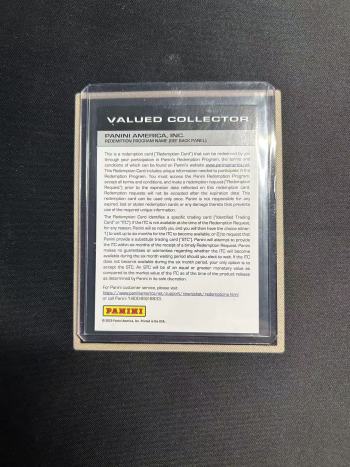 VALUED COLLECTOR
PANINI AMERICA, INC.
REDEMPTION PROGRAM NAME (SEE BACK PANEL)
This is a redemption card ("Redemption Card") that can be redeemed by you
through your participation in Panini's Redemption Program, the terms and
conditions of which can be found on Panini's website www.paniniamerica.net.
This Redemption Card includes unique information needed to participate in the
Redemption Program. You must access the Panini Redemption Program,
accept all terms and conditions, and make a redemption request ("Redemption
Request") prior to the expiration date reflected on this redemption card.
Redemption requests will not be accepted after the expiration date. This
redemption card can be used only once. Panini is not responsible for any
expired, lost or stolen redemption cards or any damage thereto that prevents
use of the required unique information.
The Redemption Card identifies a specific trading card ("Identified Trading
Card" or "ITC"). If the ITC is not available at the time of the Redemption Request,
for any reason, Panini will so notify you, and you will then have the choice either:
1) to wait up to six months for the ITC to become available; or 2) to request that
Panini provide a substitute trading card ("STC"). Panini will attempt to provide
the ITC within six months of the receipt of a timely Redemption Request. Panini
makes no guarantees or warranties regarding whether the ITC will become
available during the six month waiting period should you elect to wait. If the ITC
does not become available during the six month period, your only option is to
accept the STC. An STC will be of an equal or greater monetary value as
compared to the market value of the ITC as of the time of the product release
as determined by Panini in its sole discretion.
For Panini customer service, please visit:
or call Panini
PANINI
Panini America, Inc. Printed in the USA.